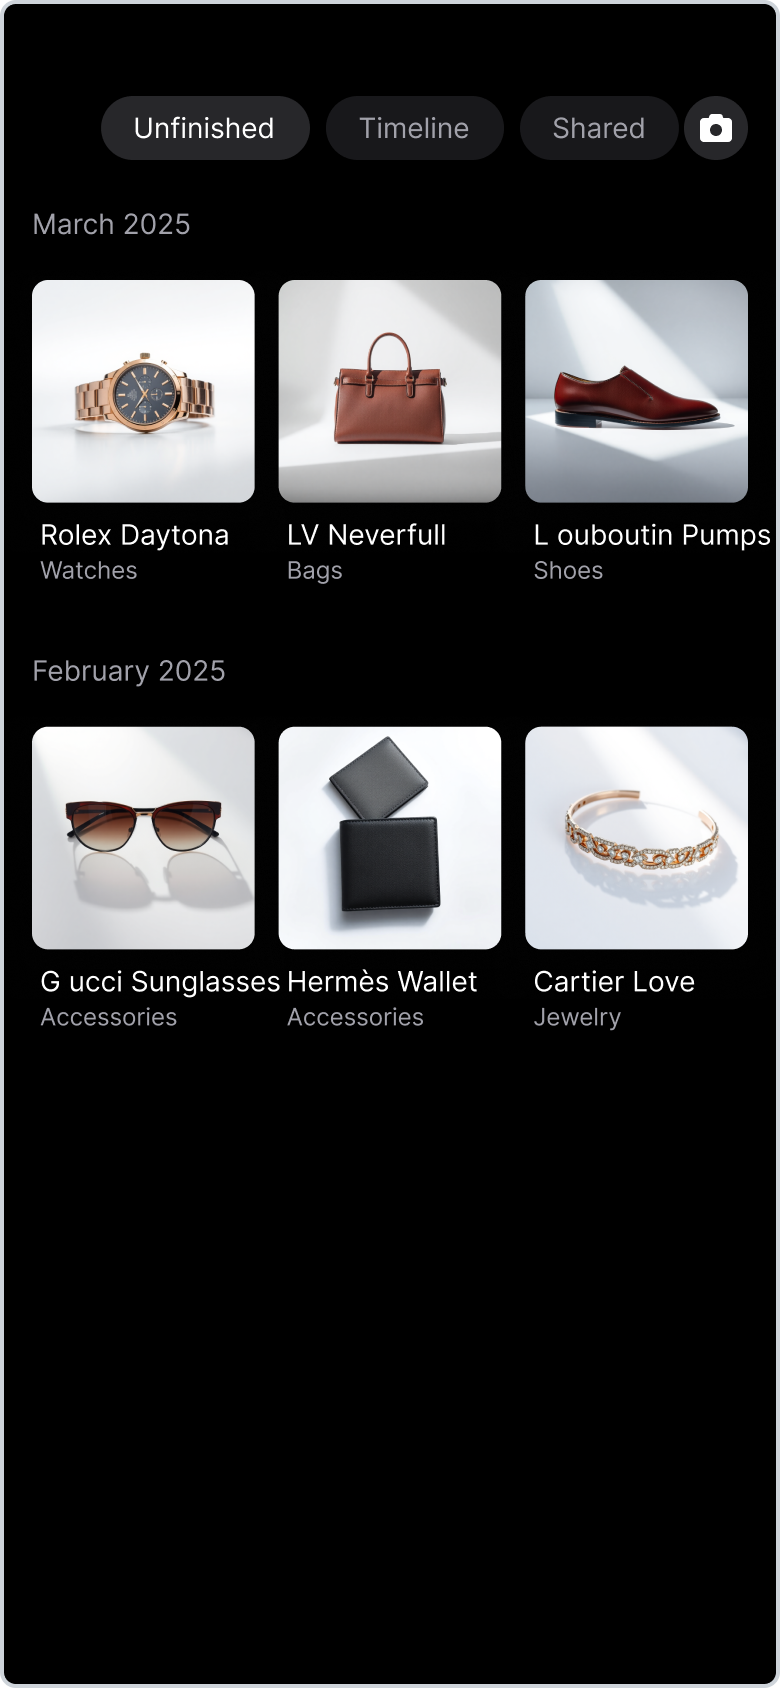 Unfinished Timeline Shared
March 2025
Rolex Daytona LV Neverfull L ouboutin Pumps
Watches Bags Shoes
February 2025
G ucci Sunglasses Hermès Wallet Cartier Love
Accessories Accessories Jewelry